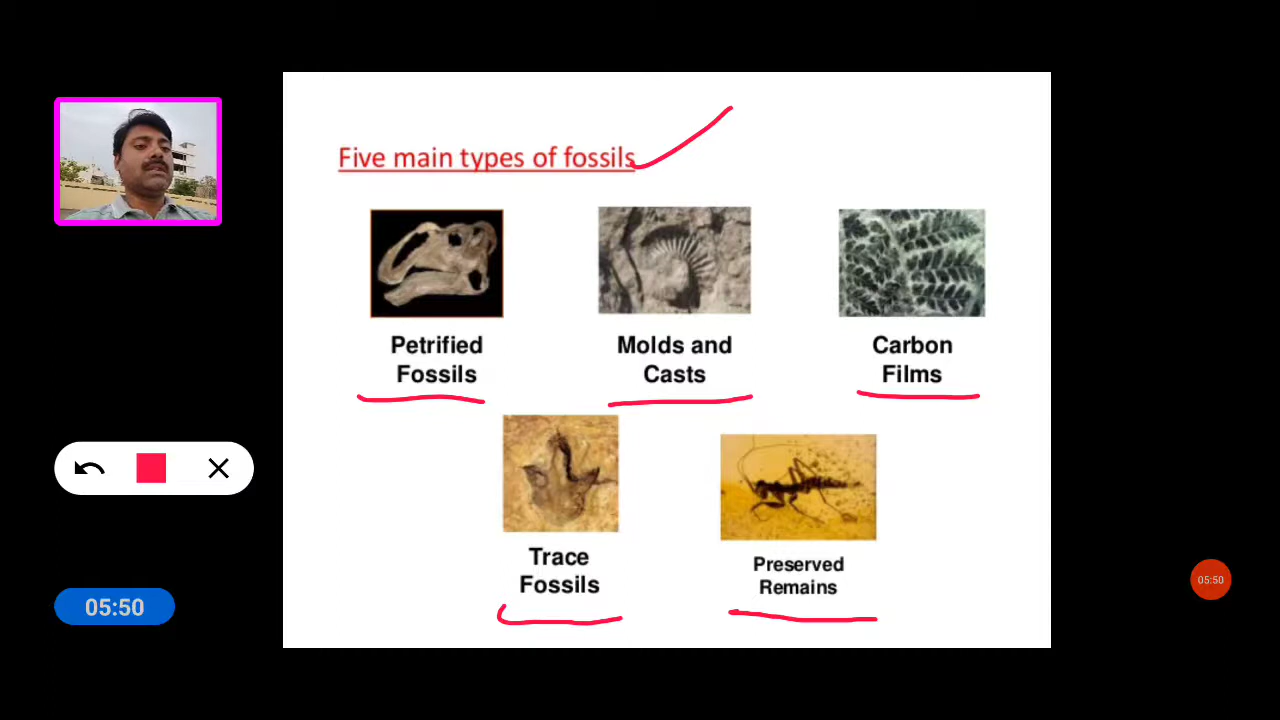 Five main types of fossils
Petrified
Fossils
Molds and
Casts
Carbon
Films
Trace
Fossils
Preserved
Remains
05:50
05:50